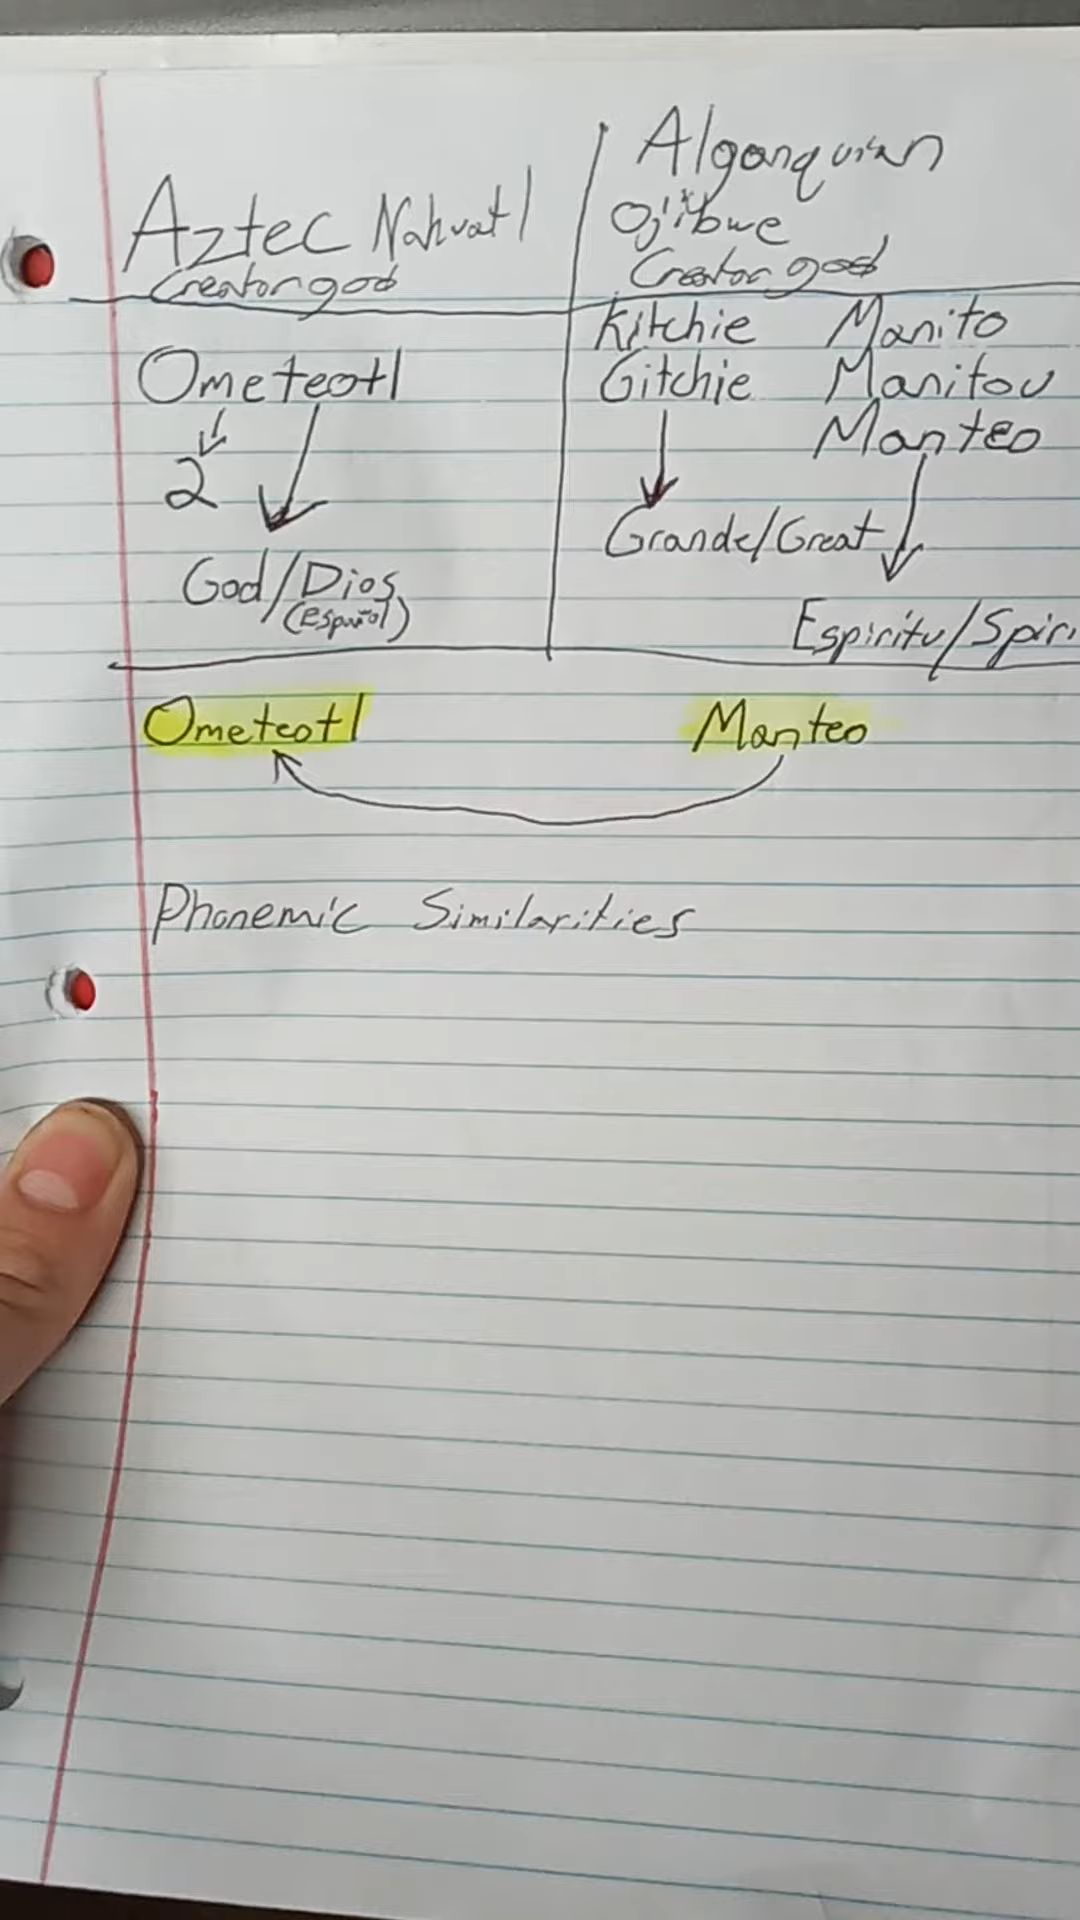 Aztec Nahuatl
Creator god
Algonquian
Ojibwe
Creator god
Ometeotl
2
God/Dios
(Español)
Kitchie Manito
Gitchie Manitou
Manteo
Grande/Great
Espiritu/Spiri
Ometeotl Manteo
Phonemic Similarities